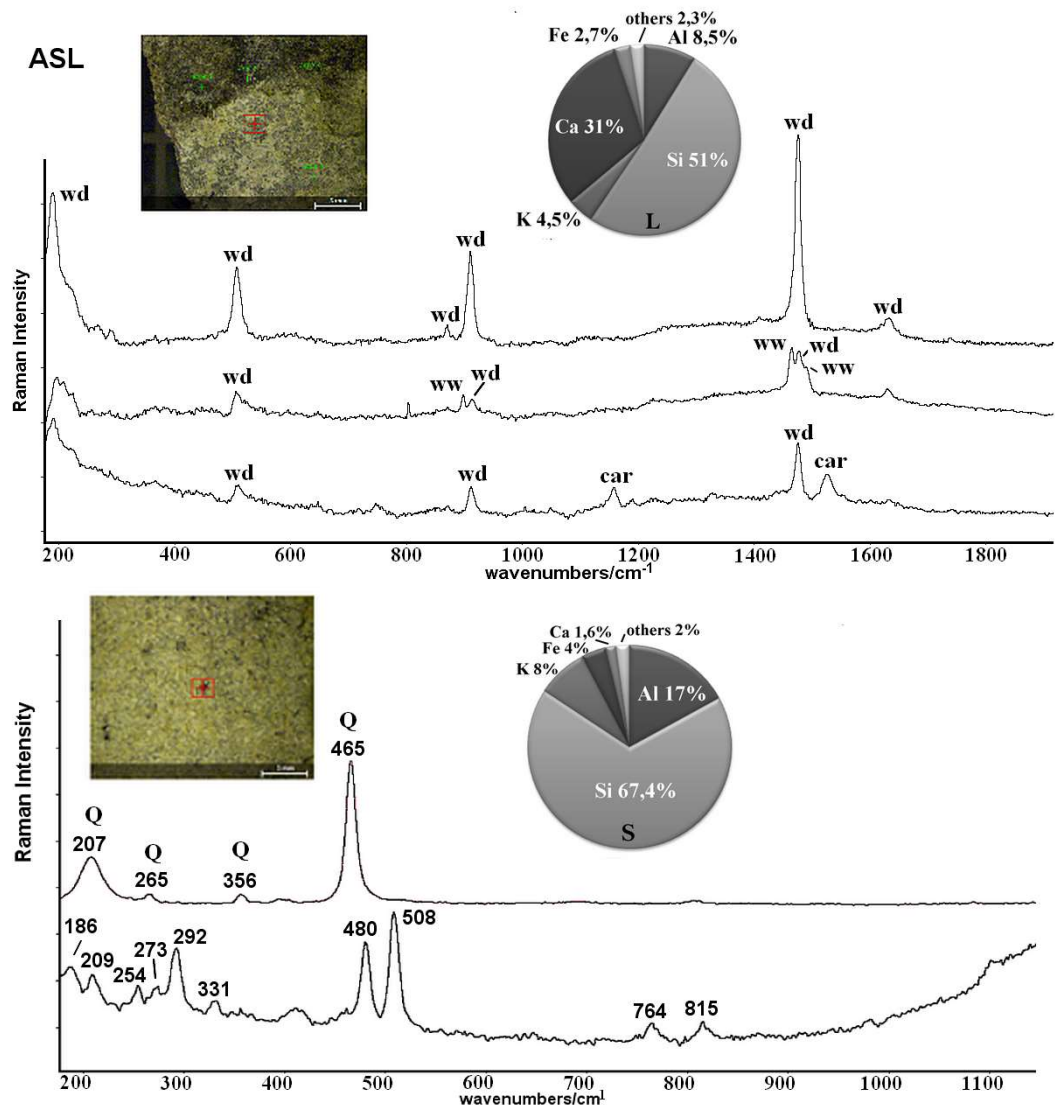 ASL
others 2,3%
Fe 2,7% Al 8,5%
Ca 31%
Si 51%
K 4,5%
L
wd
wd wd wd wd wd
wd ww wd ww wd ww
wd wd car wd car
Raman Intensity
200 400 600 800 1000 1200 1400 1600 1800
wavenumbers/cm-1
Ca 1,6% others 2%
Fe 4%
K 8%
Al 17%
Si 67,4%
S
Q
465
Q Q Q
207 265 356
186 209 254 273 292 331 480 508 764 815
Raman Intensity
200 300 400 500 600 700 800 900 1000 1100
wavenumbers/cm1